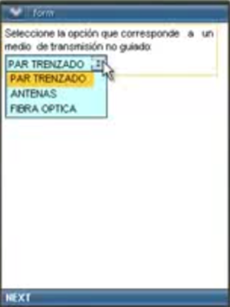 form
Seleccione la opción que corresponde a un
medio de transmisión no guiado:
PAR TRENZADO
PAR TRENZADO
ANTENAS
FIBRA OPTICA
NEXT